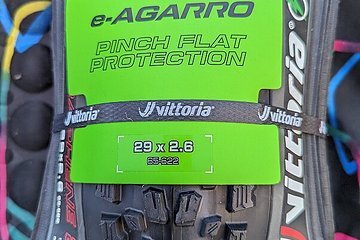 e-AGARRO
PINCH FLAT
PROTECTION
vittoria
vittoria
vittoria
29 x 2.6
65-622
vittoria